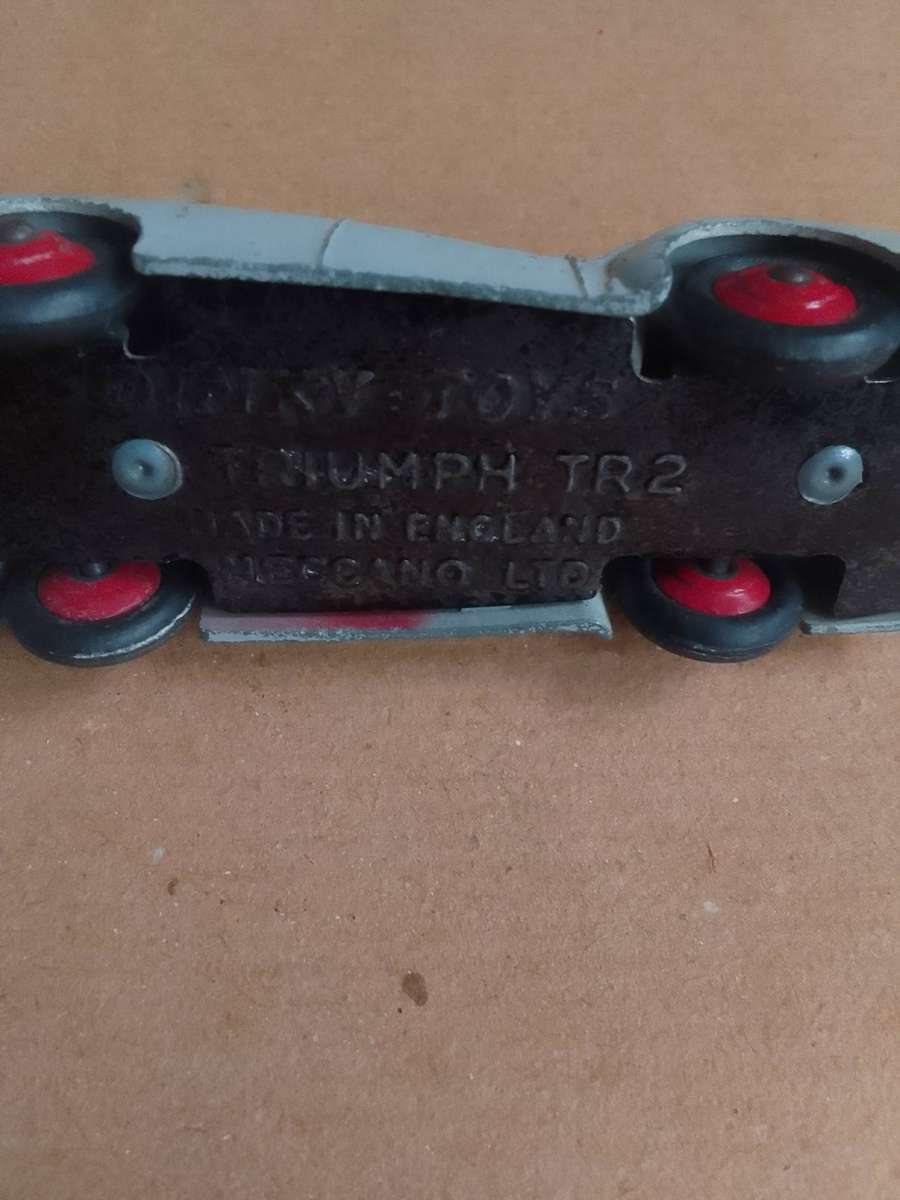 DINKY TOYS
TRIUMPH TR2
MADE IN ENGLAND
MECCANO LTD